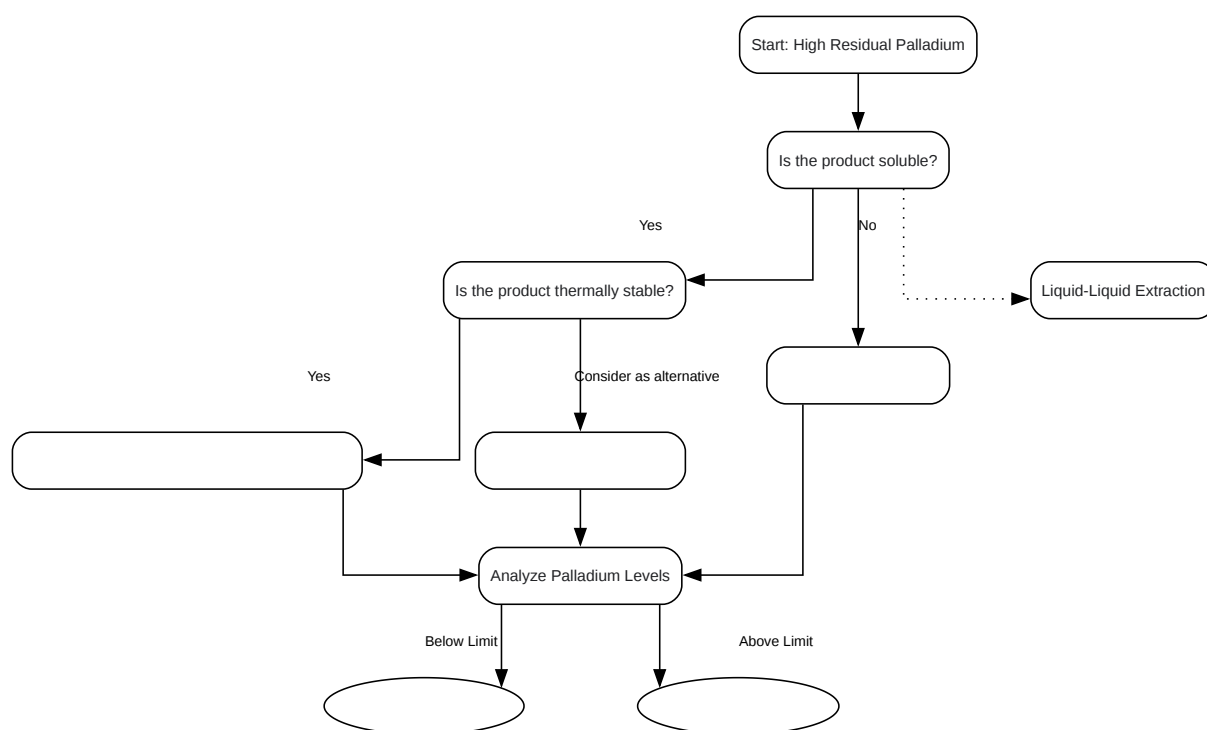 Start: High Residual Palladium
Is the product soluble?
Yes
No
Is the product thermally stable?
Liquid-Liquid Extraction
Yes
Consider as alternative
Analyze Palladium Levels
Below Limit
Above Limit